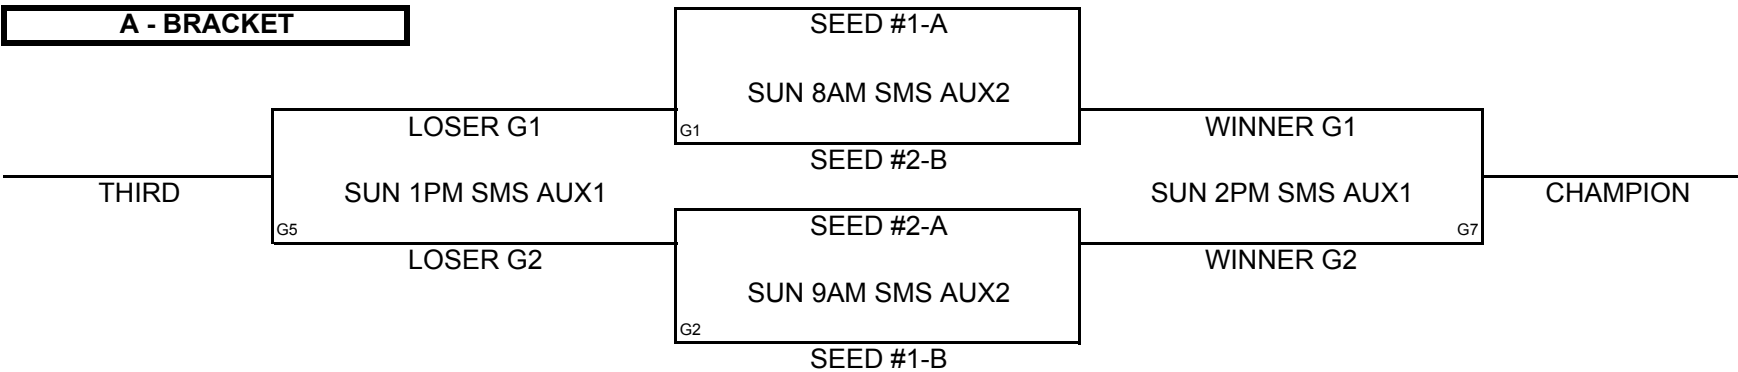 A - BRACKET
SEED #1-A
SUN 8AM SMS AUX2
G1
SEED #2-B
LOSER G1
WINNER G1
THIRD
SUN 1PM SMS AUX1
SUN 2PM SMS AUX1
CHAMPION
G5
G7
SEED #2-A
LOSER G2
WINNER G2
SUN 9AM SMS AUX2
G2
SEED #1-B